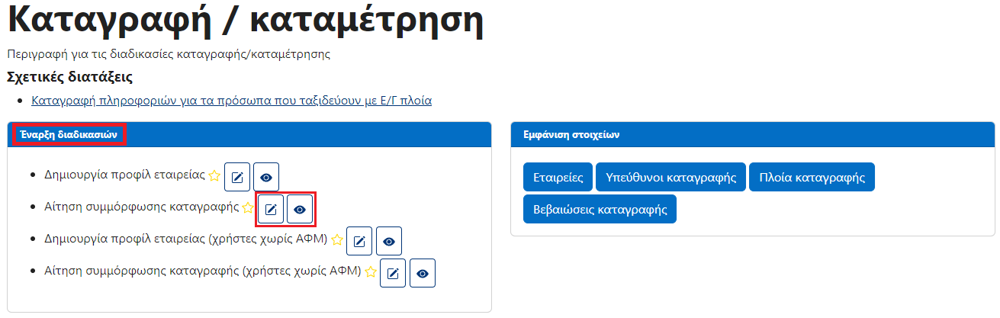 Καταγραφή / καταμέτρηση
Περιγραφή για τις διαδικασίες καταγραφής/καταμέτρησης
Σχετικές διατάξεις
Καταγραφή πληροφοριών για τα πρόσωπα που ταξιδεύουν με Ε/Γ πλοία
Έναρξη διαδικασιών
Δημιουργία προφίλ εταιρείας
Αίτηση συμμόρφωσης καταγραφής
Δημιουργία προφίλ εταιρείας (χρήστες χωρίς ΑΦΜ)
Αίτηση συμμόρφωσης καταγραφής (χρήστες χωρίς ΑΦΜ)
Εμφάνιση στοιχείων
Εταιρείες Υπεύθυνοι καταγραφής Πλοία καταγραφής
Βεβαιώσεις καταγραφής